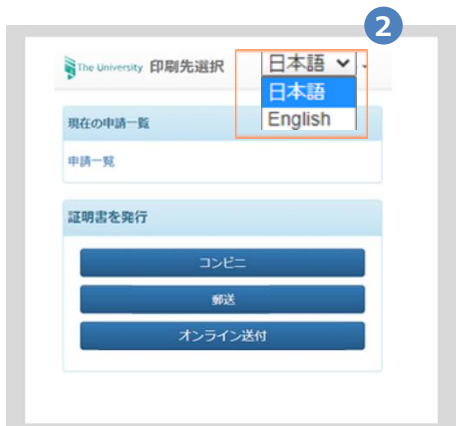 2
The University 印刷先選択 日本語
日本語
English
現在の申請一覧
申請一覧
証明書を発行
コンビニ
郵送
オンライン送付